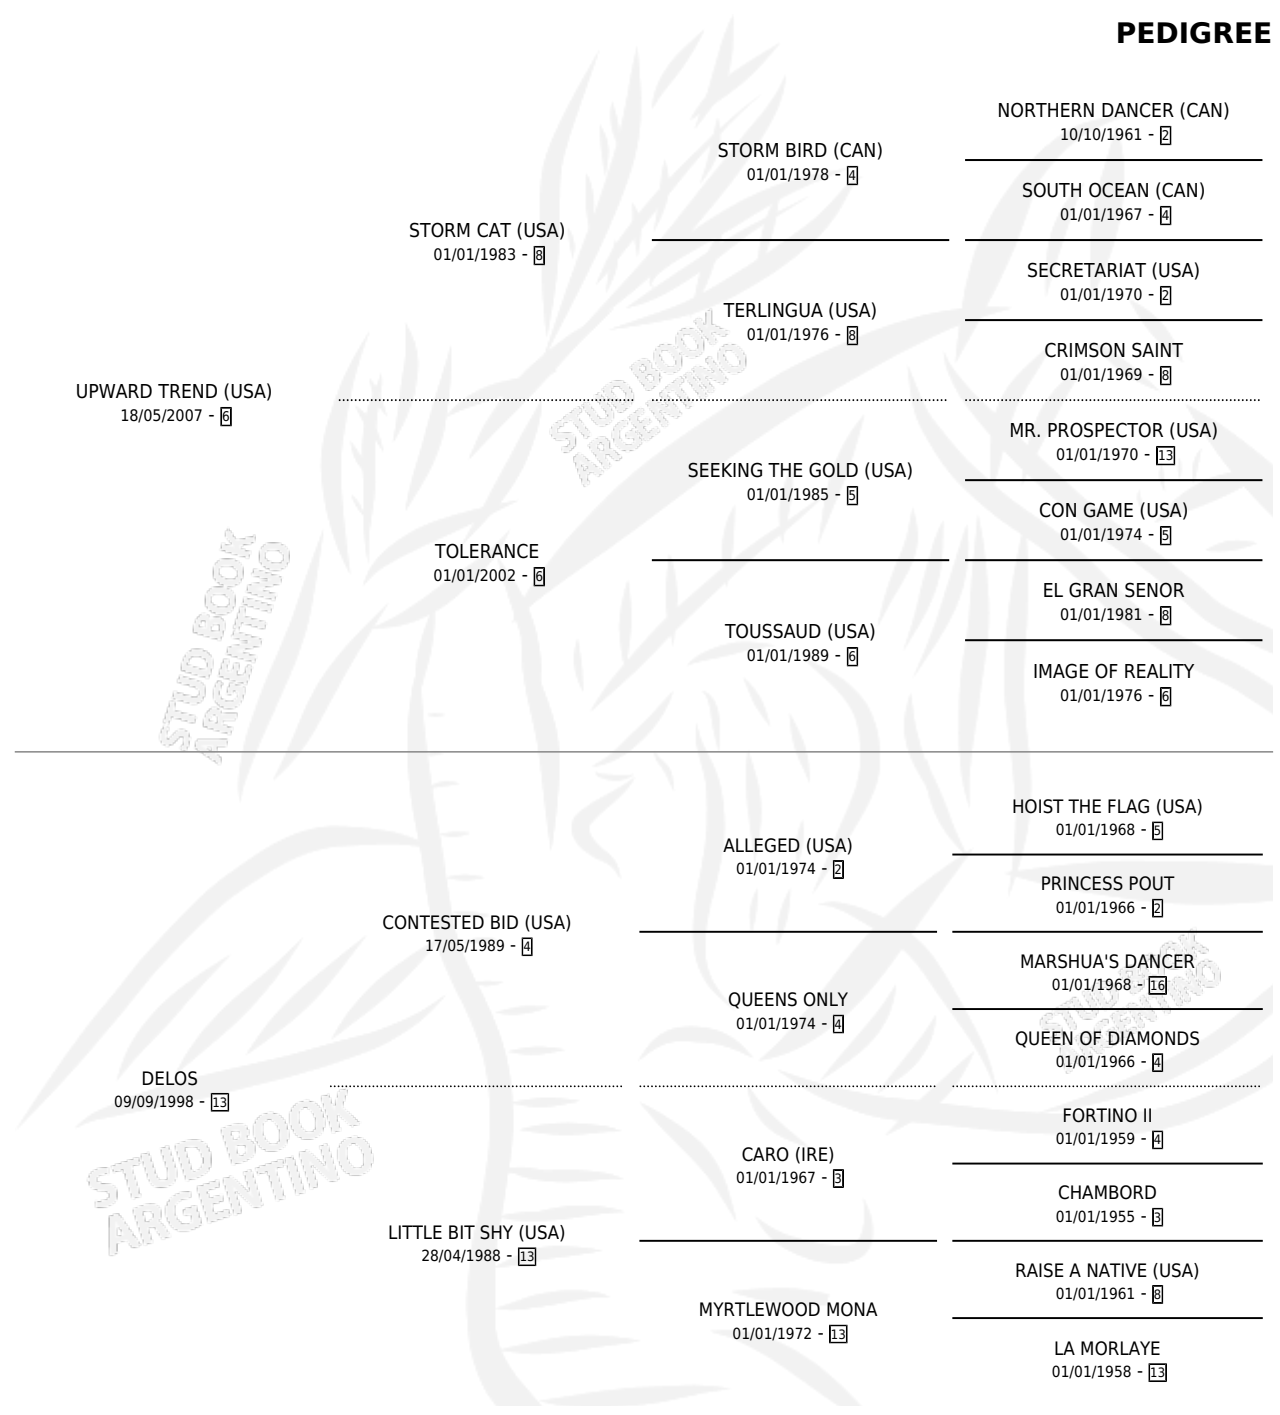 PEDIGREE
NORTHERN DANCER (CAN)
10/10/1961 - 2
STORM BIRD (CAN)
01/01/1978 - 4
SOUTH OCEAN (CAN)
01/01/1967 - 4
STORM CAT (USA)
01/01/1983 - 8
SECRETARIAT (USA)
01/01/1970 - 2
TERLINGUA (USA)
01/01/1976 - 8
CRIMSON SAINT
01/01/1969 - 8
UPWARD TREND (USA)
18/05/2007 - 6
MR. PROSPECTOR (USA)
01/01/1970 - 13
SEEKING THE GOLD (USA)
01/01/1985 - 5
CON GAME (USA)
01/01/1974 - 5
TOLERANCE
01/01/2002 - 6
EL GRAN SENOR
01/01/1981 - 8
TOUSSAUD (USA)
01/01/1989 - 6
IMAGE OF REALITY
01/01/1976 - 6
HOIST THE FLAG (USA)
01/01/1968 - 5
ALLEGED (USA)
01/01/1974 - 2
PRINCESS POUT
01/01/1966 - 2
CONTESTED BID (USA)
17/05/1989 - 4
MARSHUA'S DANCER
01/01/1968 - 16
QUEENS ONLY
01/01/1974 - 4
QUEEN OF DIAMONDS
01/01/1966 - 4
DELOS
09/09/1998 - 13
FORTINO II
01/01/1959 - 4
CARO (IRE)
01/01/1967 - 3
CHAMBORD
01/01/1955 - 3
LITTLE BIT SHY (USA)
28/04/1988 - 13
RAISE A NATIVE (USA)
01/01/1961 - 8
MYRTLEWOOD MONA
01/01/1972 - 13
LA MORLAYE
01/01/1958 - 13
STUD BOOK
ARGENTINO
STUD BOOK
ARGENTINO
STUD BOOK
ARGENTINO
STUD BOOK
ARGENTINO